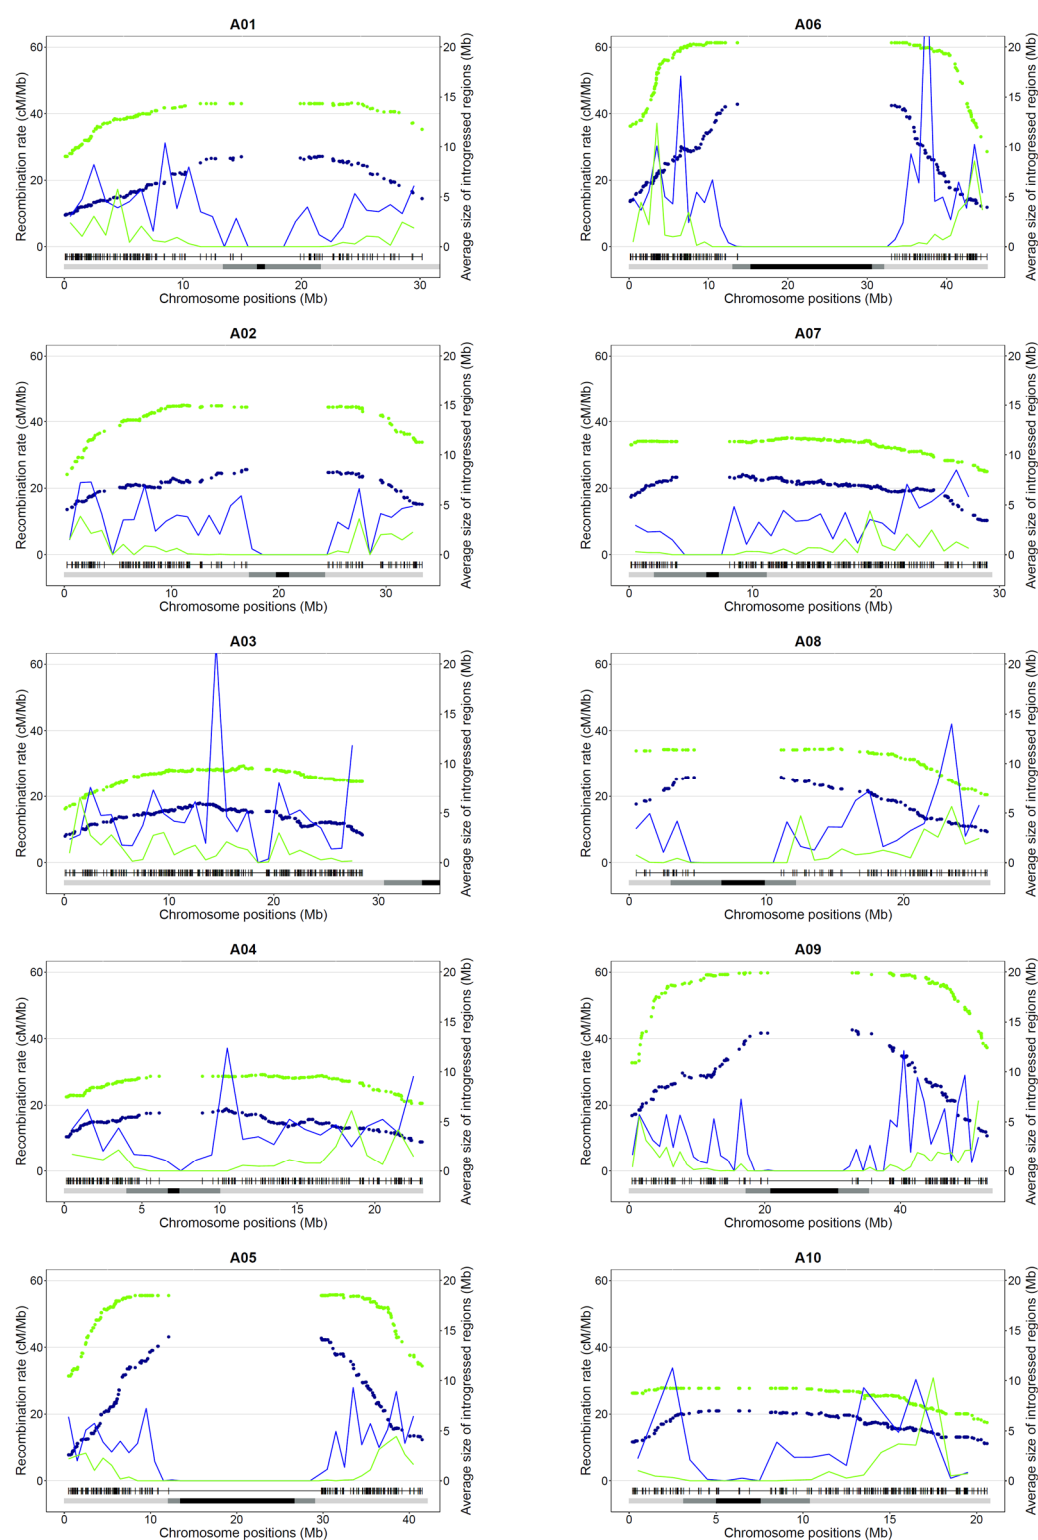 A01
Recombination rate (cM/Mb)
60
40
20
0
20
15
10
5
0
Average size of introgressed regions (Mb)
0 10 20 30
Chromosome positions (Mb)
A06
Recombination rate (cM/Mb)
60
40
20
0
20
15
10
5
0
Average size of introgressed regions (Mb)
0 10 20 40
Chromosome positions (Mb)
A02
Recombination rate (cM/Mb)
60
40
20
0
20
15
10
5
0
Average size of introgressed regions (Mb)
0 10 20 30
Chromosome positions (Mb)
A07
Recombination rate (cM/Mb)
60
40
20
0
20
15
10
5
0
Average size of introgressed regions (Mb)
0 10 20 30
Chromosome positions (Mb)
A03
Recombination rate (cM/Mb)
60
40
20
0
20
15
10
5
0
Average size of introgressed regions (Mb)
0 10 20 30
Chromosome positions (Mb)
A08
Recombination rate (cM/Mb)
60
40
20
0
20
15
10
5
0
Average size of introgressed regions (Mb)
0 10 20
Chromosome positions (Mb)
A04
Recombination rate (cM/Mb)
60
40
20
0
20
15
10
5
0
Average size of introgressed regions (Mb)
0 5 10 15 20
Chromosome positions (Mb)
A09
Recombination rate (cM/Mb)
60
40
20
0
20
15
10
5
0
Average size of introgressed regions (Mb)
0 20 40
Chromosome positions (Mb)
A05
Recombination rate (cM/Mb)
60
40
20
0
20
15
10
5
0
Average size of introgressed regions (Mb)
0 10 20 30 40
Chromosome positions (Mb)
A10
Recombination rate (cM/Mb)
60
40
20
0
20
15
10
5
0
Average size of introgressed regions (Mb)
0 5 10 15 20
Chromosome positions (Mb)